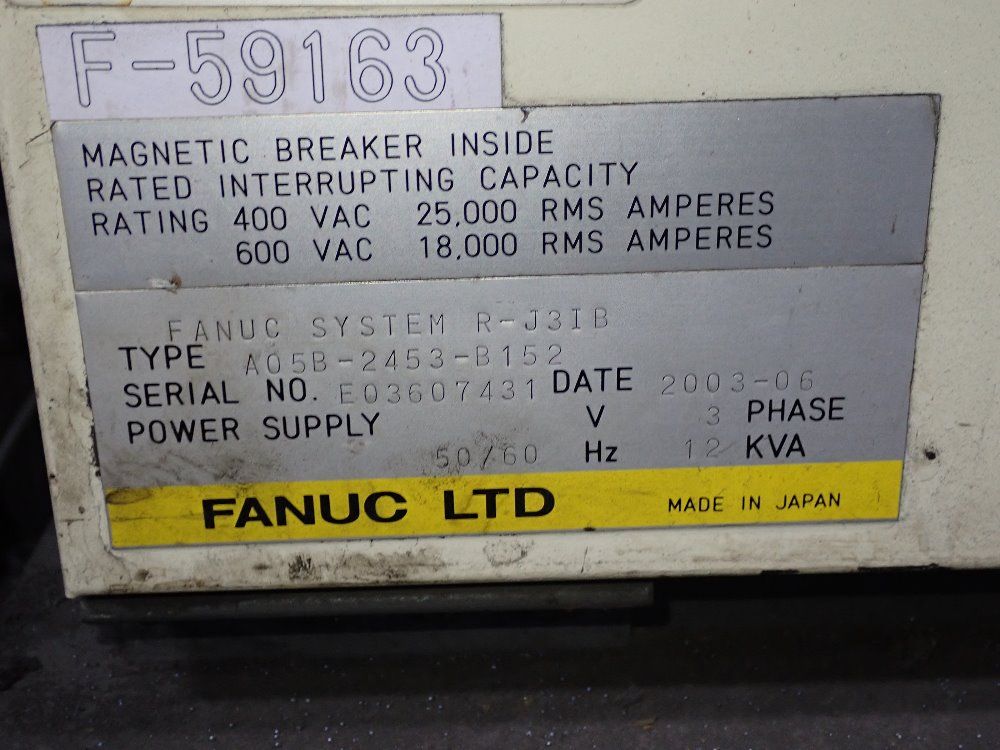 F-59163
MAGNETIC BREAKER INSIDE
RATED INTERRUPTING CAPACITY
RATING 400 VAC 25,000 RMS AMPERES
600 VAC 18,000 RMS AMPERES
FANUC SYSTEM R-J3IB
TYPE A05B-2453-B152
SERIAL NO. E03607431 DATE 2003-06
POWER SUPPLY V 3 PHASE
50/60 Hz 12 KVA
FANUC LTD MADE IN JAPAN